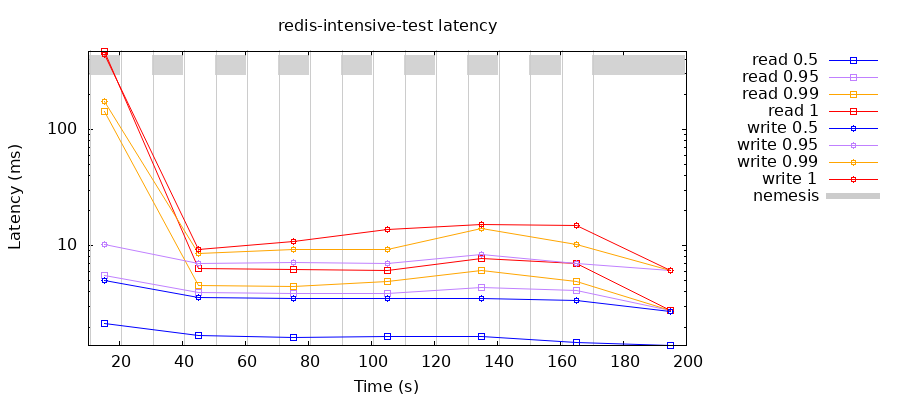 redis-intensive-test latency
Latency (ms)
100
10
20 40 60 80 100 120 140 160 180 200
Time (s)
read 0.5
read 0.95
read 0.99
read 1
write 0.5
write 0.95
write 0.99
write 1
nemesis